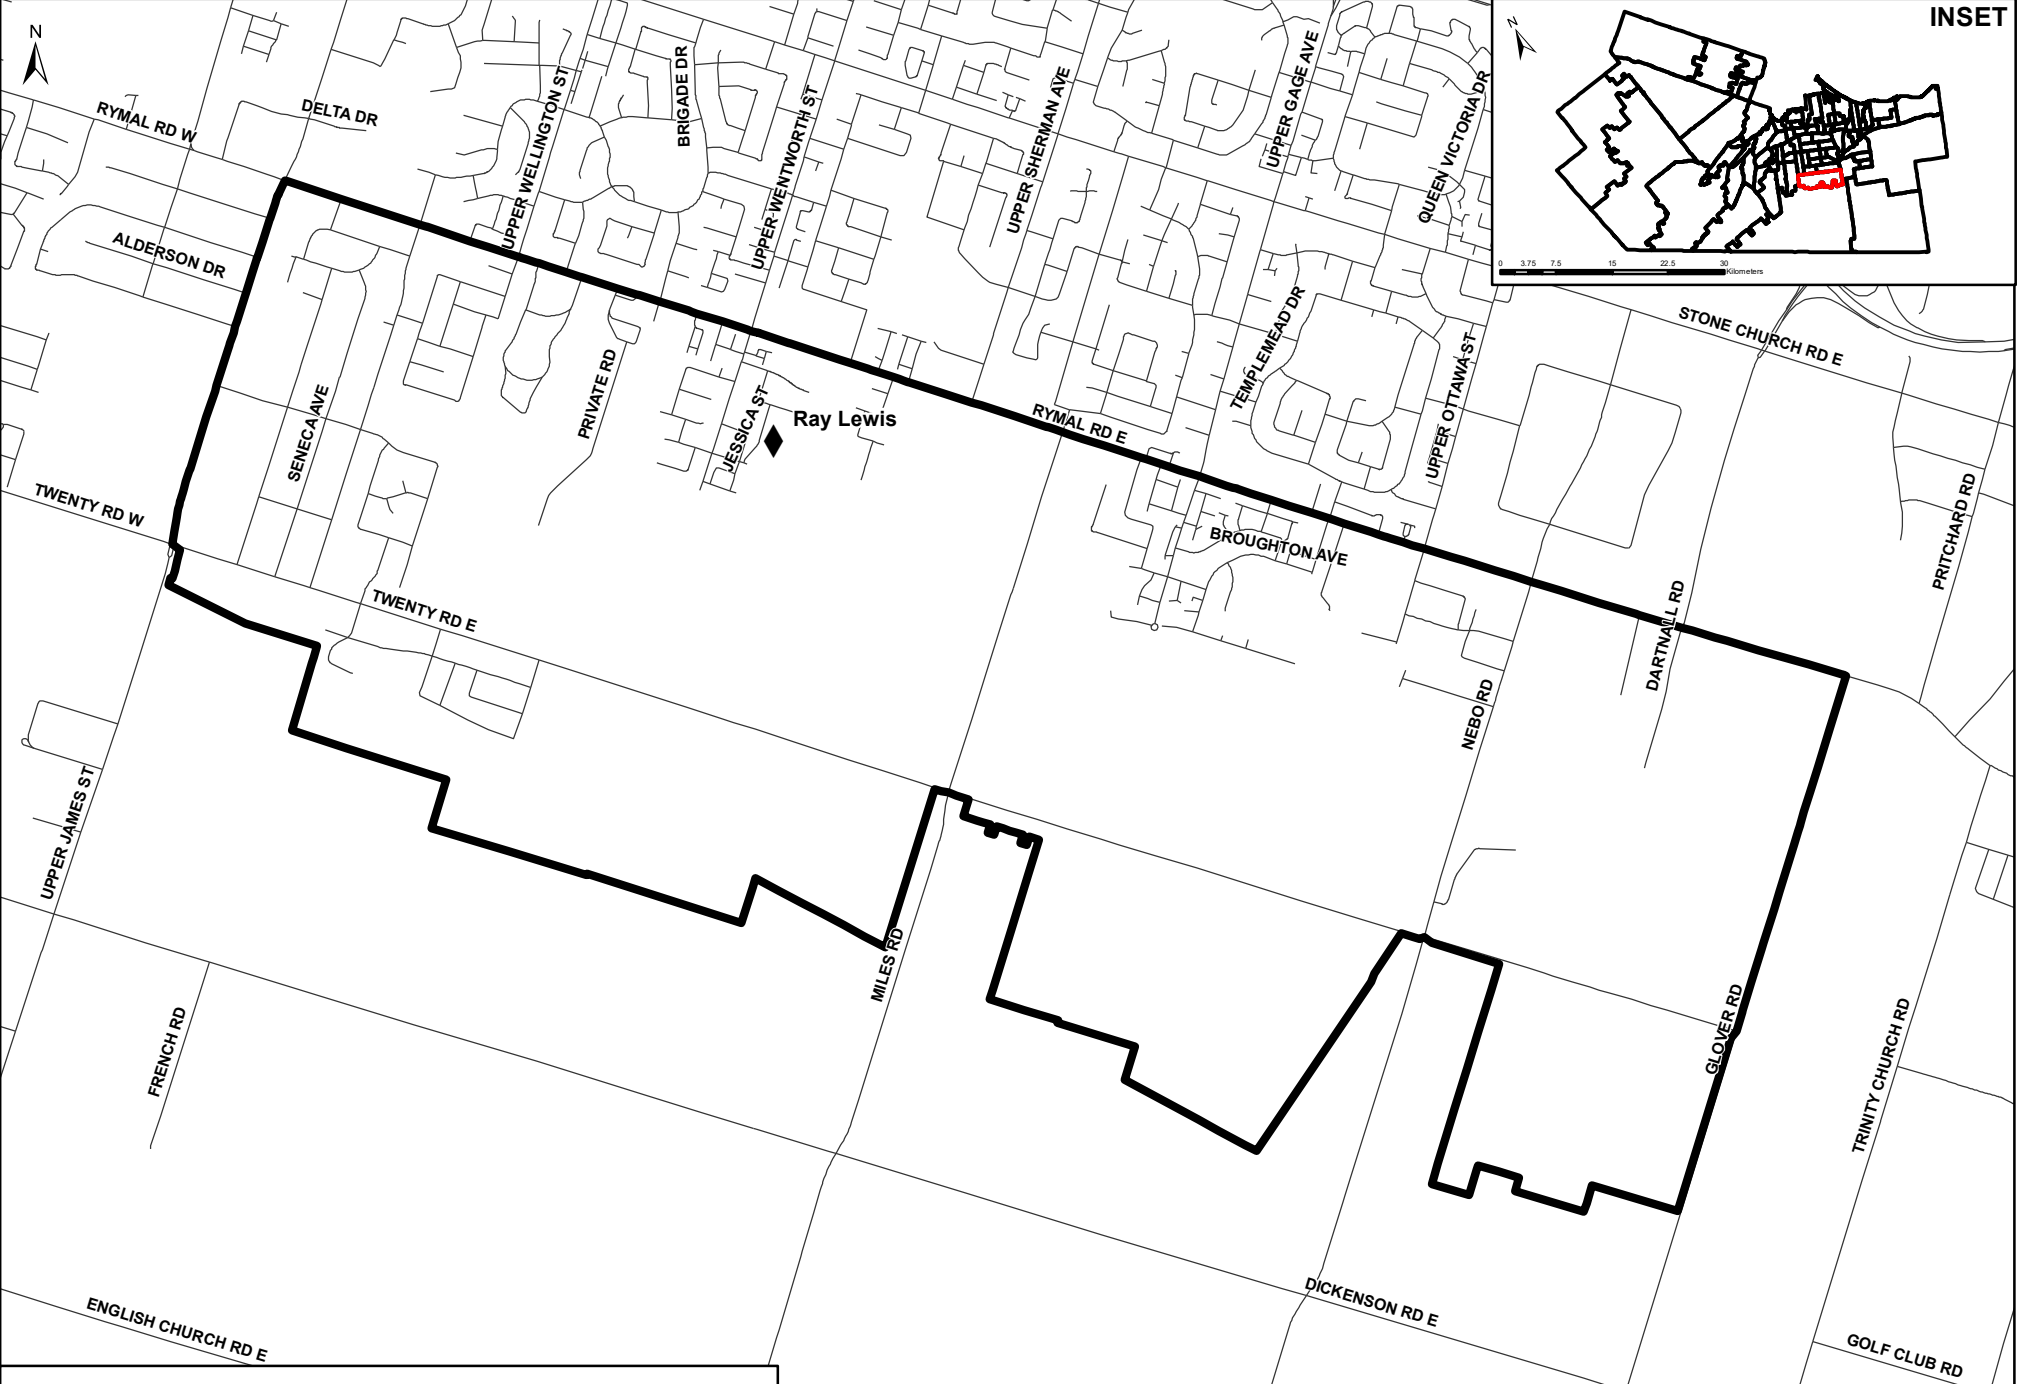 INSET
N
N
0 3.75 7.5 15 22.5 30
Kilometers
RYMAL RD W
DELTA DR
UPPER WELLINGTON ST
BRIGADE DR
UPPER WENTWORTH ST
UPPER SHERMAN AVE
UPPER GAGE AVE
QUEEN VICTORIA DR
ALDERSON DR
STONE CHURCH RD E
TEMPLEMEAD DR
UPPER OTTAWA ST
PRIVATE RD
SENECA AVE
JESSICA ST
Ray Lewis
RYMAL RD E
TWENTY RD W
BROUGHTON AVE
PRITCHARD RD
TWENTY RD E
DARTNALL RD
NEBO RD
UPPER JAMES ST
MILES RD
GLOVER RD
FRENCH RD
TRINITY CHURCH RD
DICKENSON RD E
ENGLISH CHURCH RD E
GOLF CLUB RD